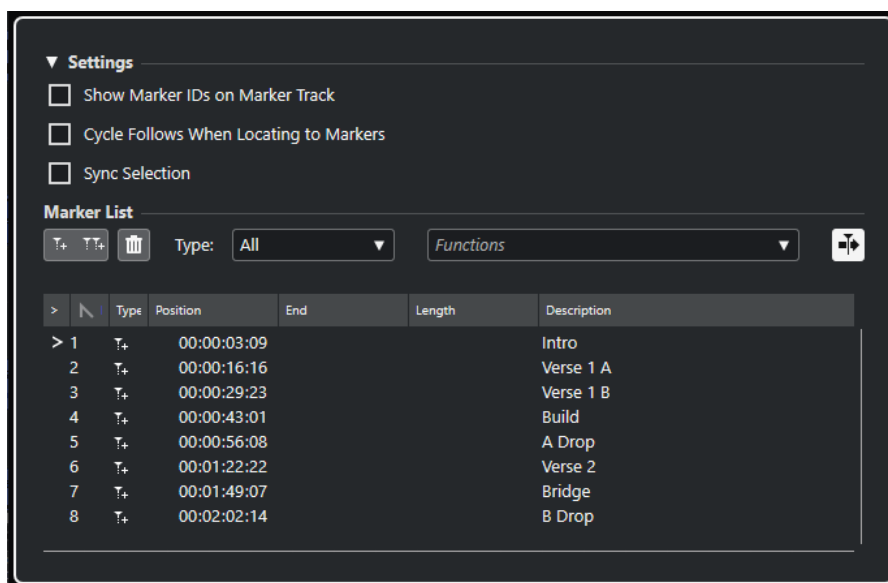 ▼ Settings
Show Marker IDs on Marker Track
Cycle Follows When Locating to Markers
Sync Selection
Marker List
Type: All ▼ Functions ▼
> Type Position End Length Description
> 1 00:00:03:09 Intro
2 00:00:16:16 Verse 1 A
3 00:00:29:23 Verse 1 B
4 00:00:43:01 Build
5 00:00:56:08 A Drop
6 00:01:22:22 Verse 2
7 00:01:49:07 Bridge
8 00:02:02:14 B Drop